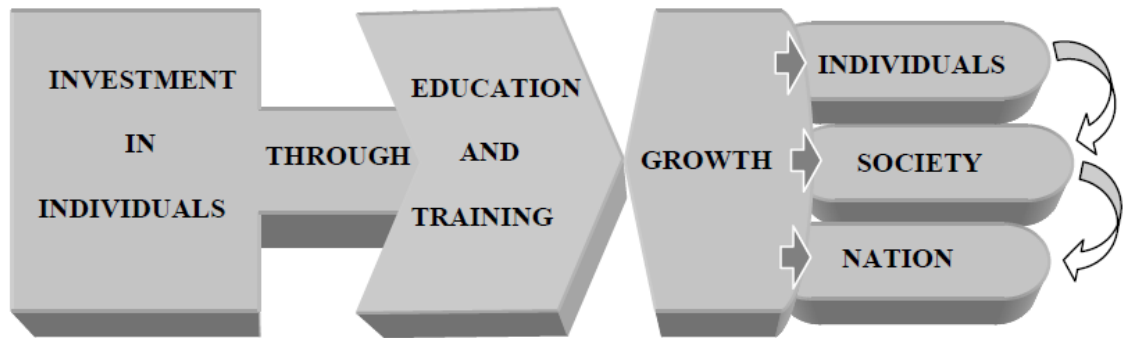 INVESTMENT
IN
INDIVIDUALS
THROUGH
EDUCATION
AND
TRAINING
GROWTH
INDIVIDUALS
SOCIETY
NATION